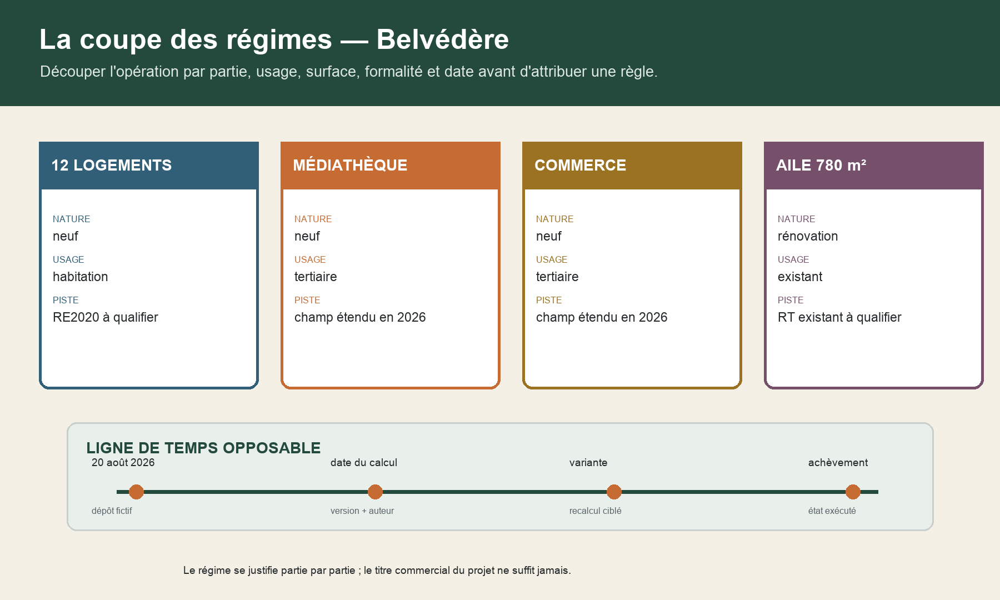 La coupe des régimes — Belvédère
Découper l'opération par partie, usage, surface, formalité et date avant d'attribuer une règle.
12 LOGEMENTS
NATURE
neuf
USAGE
habitation
PISTE
RE2020 à qualifier
MÉDIATHÈQUE
NATURE
neuf
USAGE
tertiaire
PISTE
champ étendu en 2026
COMMERCE
NATURE
neuf
USAGE
tertiaire
PISTE
champ étendu en 2026
AILE 780 m²
NATURE
rénovation
USAGE
existant
PISTE
RT existant à qualifier
LIGNE DE TEMPS OPPOSABLE
20 août 2026
dépôt fictif
date du calcul
version + auteur
variante
recalcul ciblé
achèvement
état exécuté
Le régime se justifie partie par partie ; le titre commercial du projet ne suffit jamais.